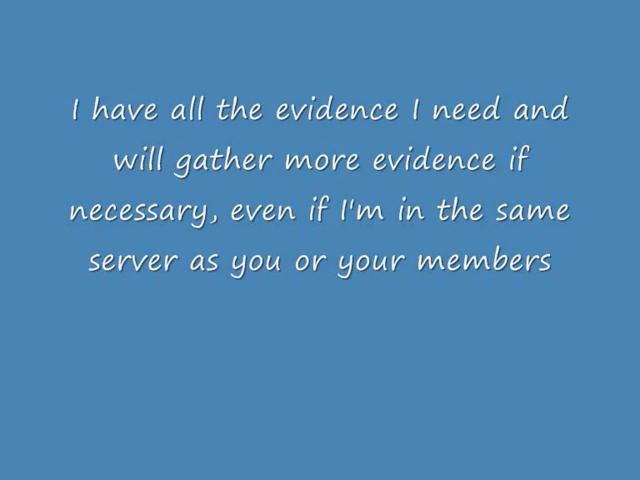 I have all the evidence I need and
will gather more evidence if
necessary, even if I'm in the same
server as you or your members